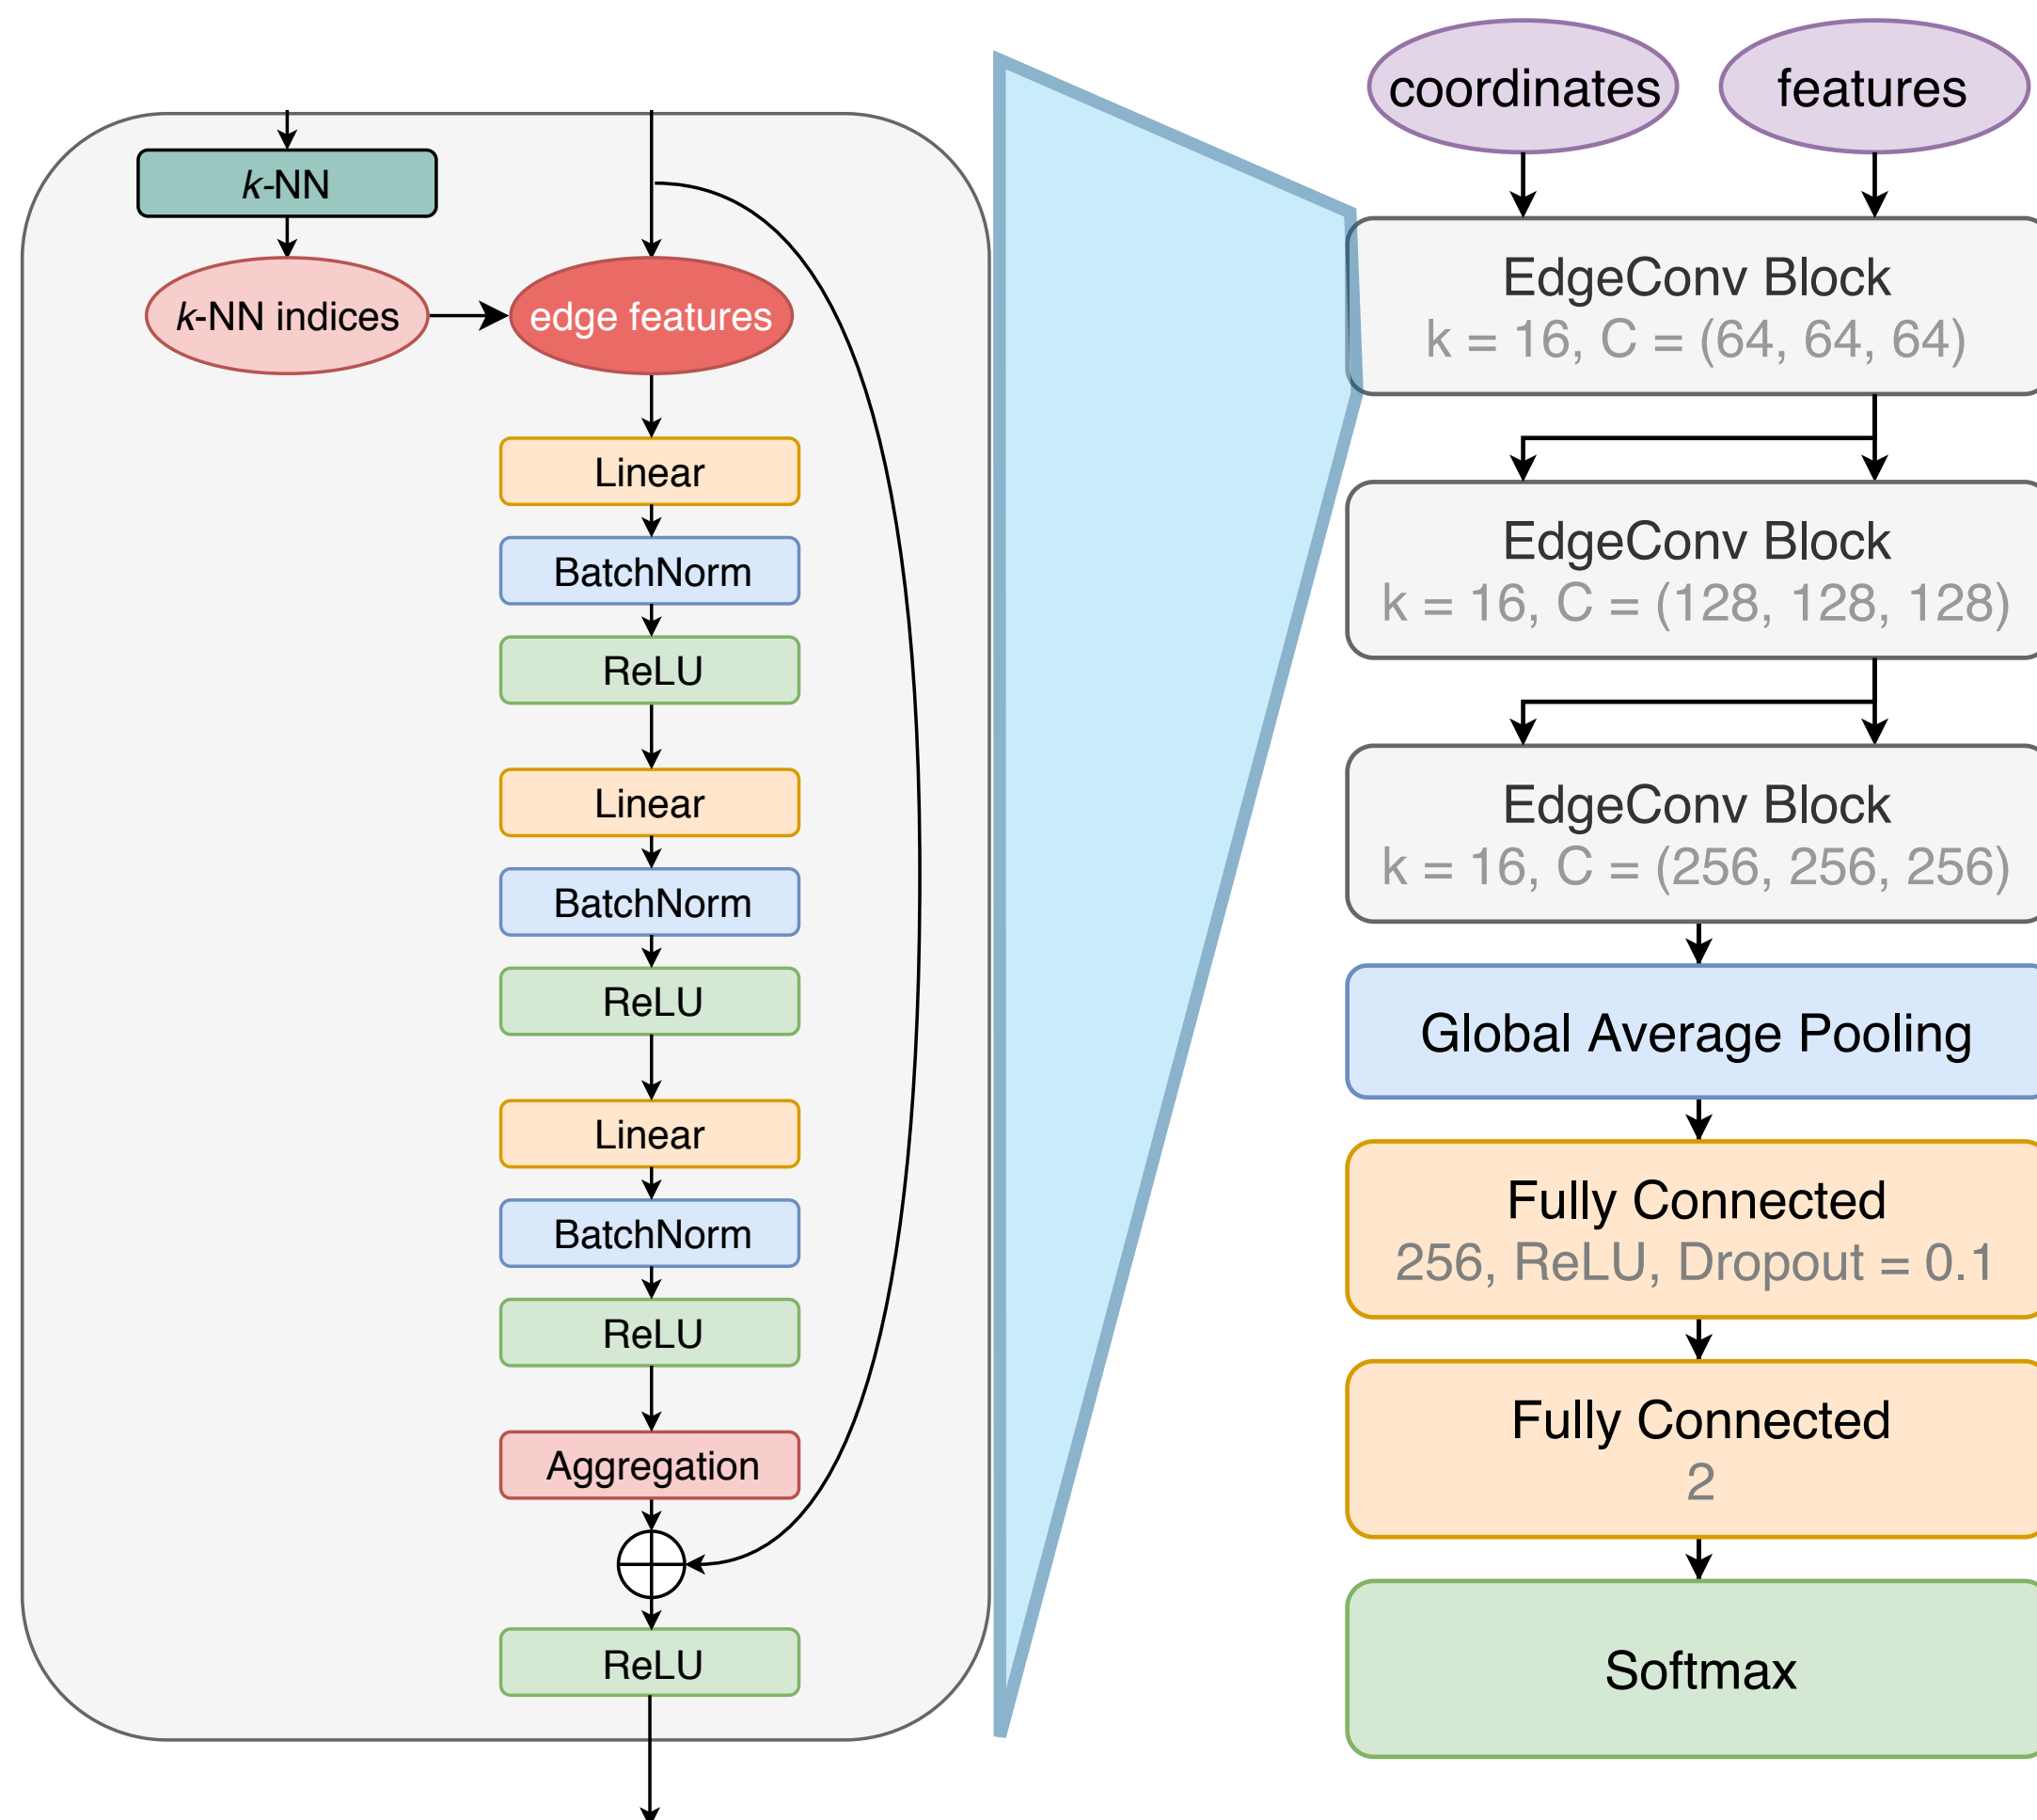 k-NN
k-NN indices
edge features
Linear
BatchNorm
ReLU
Linear
BatchNorm
ReLU
Linear
BatchNorm
ReLU
Aggregation
ReLU
coordinates
features
EdgeConv Block
k = 16, C = (64, 64, 64)
EdgeConv Block
k = 16, C = (128, 128, 128)
EdgeConv Block
k = 16, C = (256, 256, 256)
Global Average Pooling
Fully Connected
256, ReLU, Dropout = 0.1
Fully Connected
2
Softmax